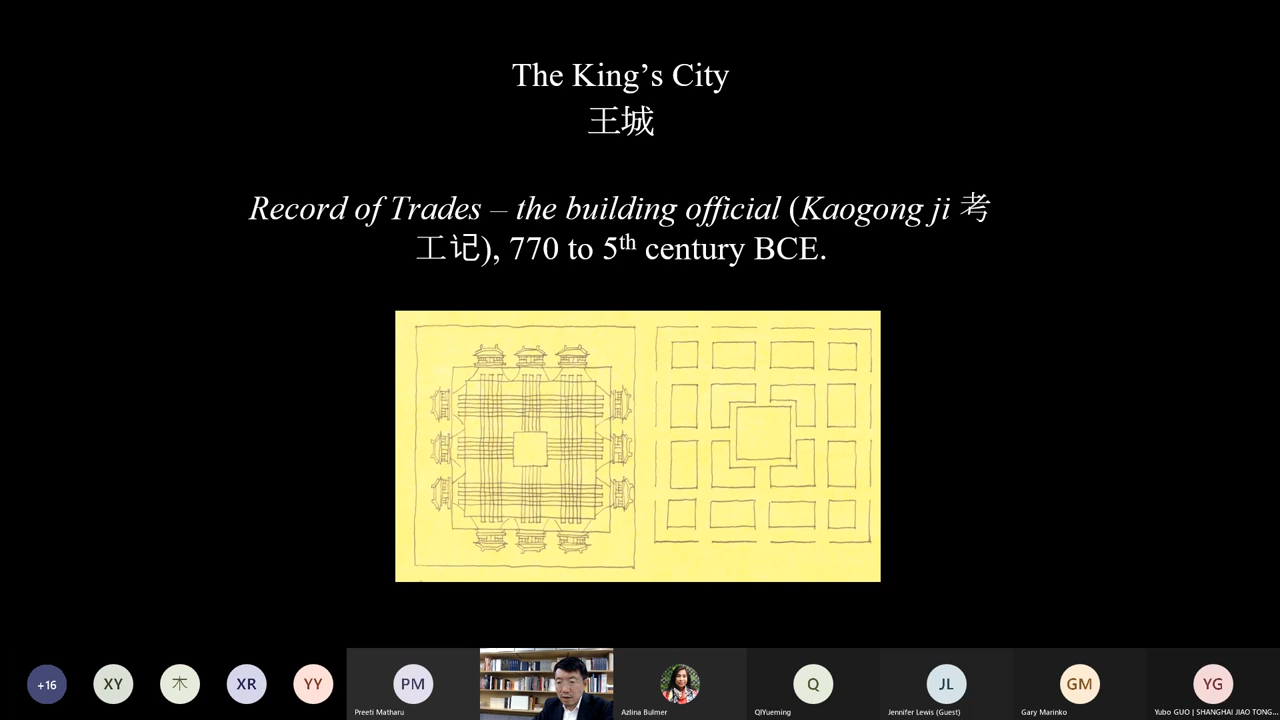 The King's City
王城
Record of Trades – the building official (Kaogong ji 考
工记), 770 to 5th century BCE.
+16
XY
木
XR
YY
PM
Preeti Matharu
Azlina Bulmer
Q
QIYueming
JL
Jennifer Lewis (Guest)
GM
Gary Marinko
YG
Yubo GUO | SHANGHAI JIAO TONG...